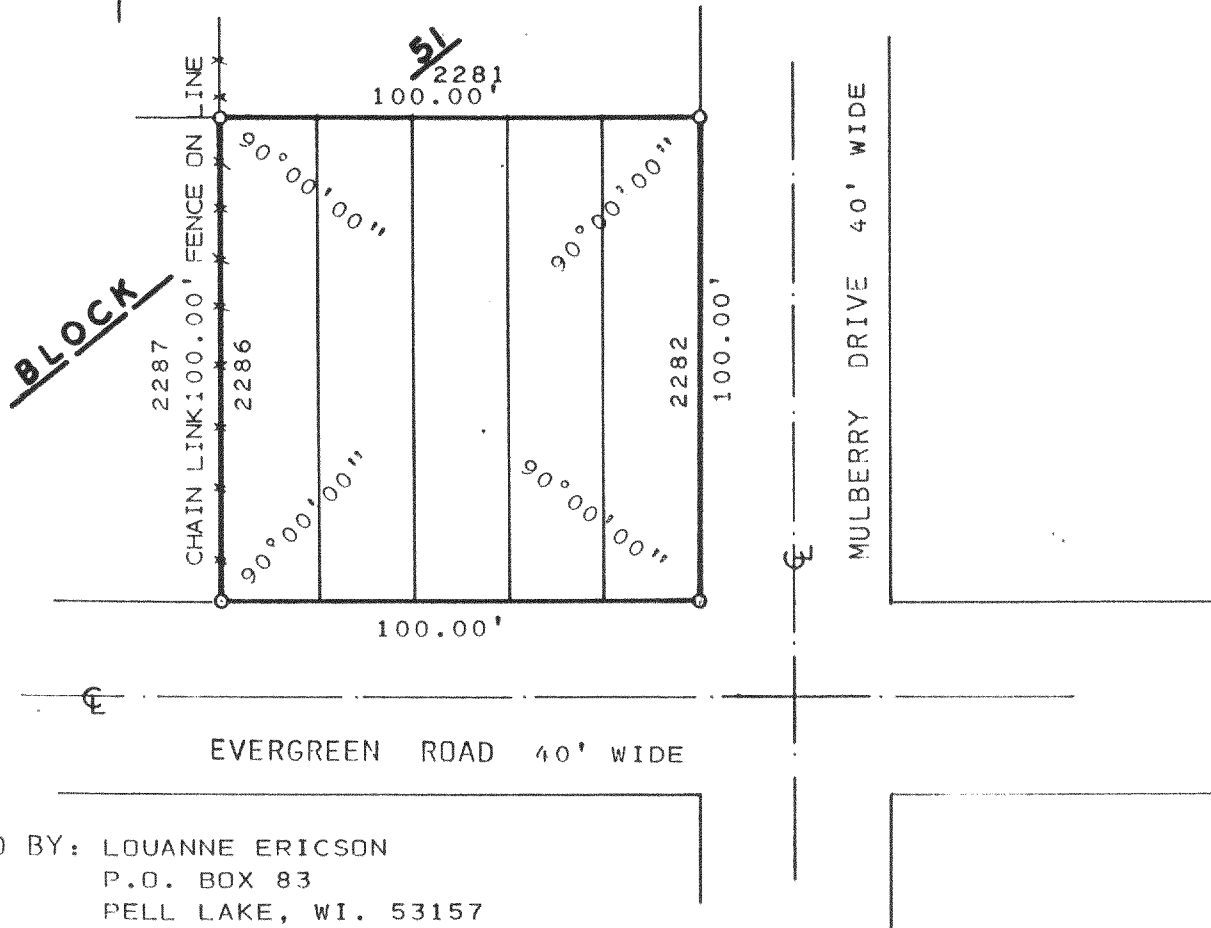 51
2281
100.00'
CHAIN LINK 100.00' FENCE ON LINE
90°00'00"
90°00'00"
BLOCK
2287
2286
2282
100.00'
MULBERRY DRIVE 40' WIDE
90°00'00"
90°00'00"
100.00'
℄
℄
EVERGREEN ROAD 40' WIDE
BY: LOUANNE ERICSON
P.O. BOX 83
PELL LAKE, WI. 53157